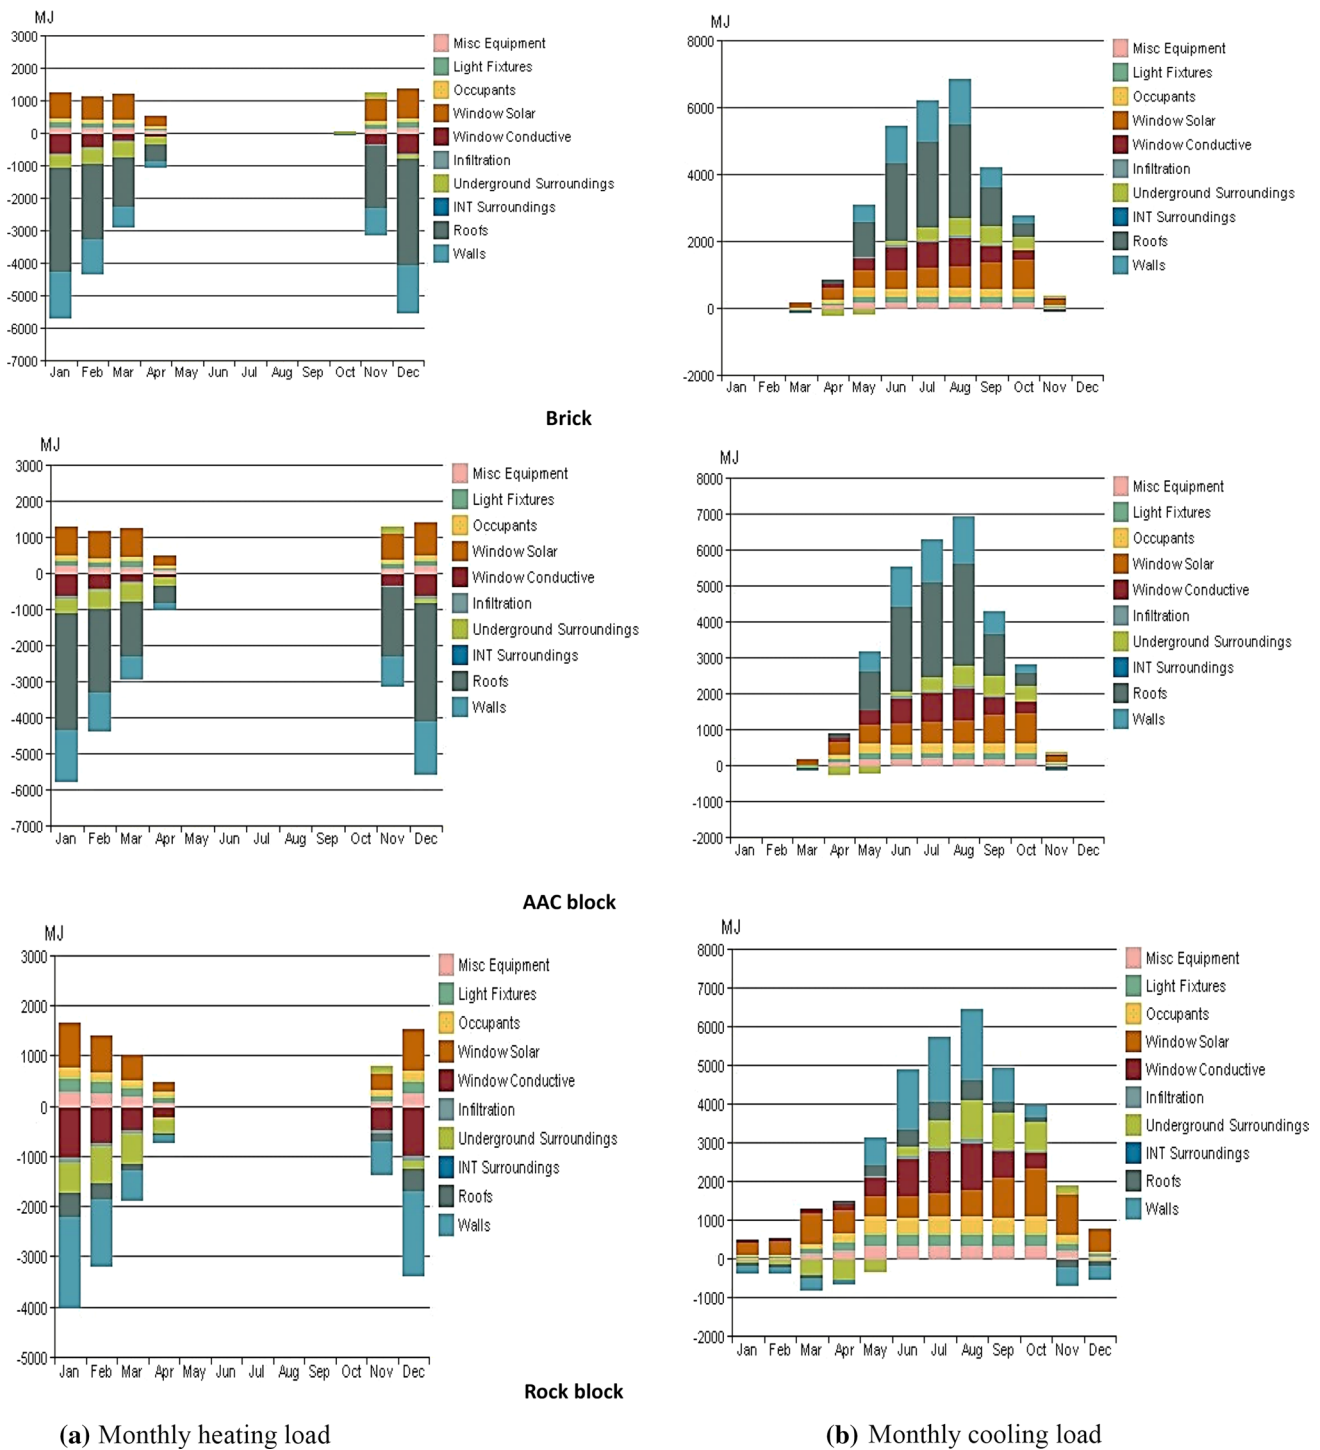 MJ
3000
2000
1000
0
-1000
-2000
-3000
-4000
-5000
-6000
-7000
Jan Feb Mar Apr May Jun Jul Aug Sep Oct Nov Dec
Misc Equipment
Light Fixtures
Occupants
Window Solar
Window Conductive
Infiltration
Underground Surroundings
INT Surroundings
Roofs
Walls
MJ
8000
6000
4000
2000
0
-2000
Jan Feb Mar Apr May Jun Jul Aug Sep Oct Nov Dec
Misc Equipment
Light Fixtures
Occupants
Window Solar
Window Conductive
Infiltration
Underground Surroundings
INT Surroundings
Roofs
Walls
Brick
MJ
3000
2000
1000
0
-1000
-2000
-3000
-4000
-5000
-6000
-7000
Jan Feb Mar Apr May Jun Jul Aug Sep Oct Nov Dec
Misc Equipment
Light Fixtures
Occupants
Window Solar
Window Conductive
Infiltration
Underground Surroundings
INT Surroundings
Roofs
Walls
MJ
8000
7000
6000
5000
4000
3000
2000
1000
0
-1000
-2000
Jan Feb Mar Apr May Jun Jul Aug Sep Oct Nov Dec
Misc Equipment
Light Fixtures
Occupants
Window Solar
Window Conductive
Infiltration
Underground Surroundings
INT Surroundings
Roofs
Walls
AAC block
MJ
3000
2000
1000
0
-1000
-2000
-3000
-4000
-5000
Jan Feb Mar Apr May Jun Jul Aug Sep Oct Nov Dec
Misc Equipment
Light Fixtures
Occupants
Window Solar
Window Conductive
Infiltration
Underground Surroundings
INT Surroundings
Roofs
Walls
MJ
8000
7000
6000
5000
4000
3000
2000
1000
0
-1000
-2000
Jan Feb Mar Apr May Jun Jul Aug Sep Oct Nov Dec
Misc Equipment
Light Fixtures
Occupants
Window Solar
Window Conductive
Infiltration
Underground Surroundings
INT Surroundings
Roofs
Walls
Rock block
(a) Monthly heating load
(b) Monthly cooling load